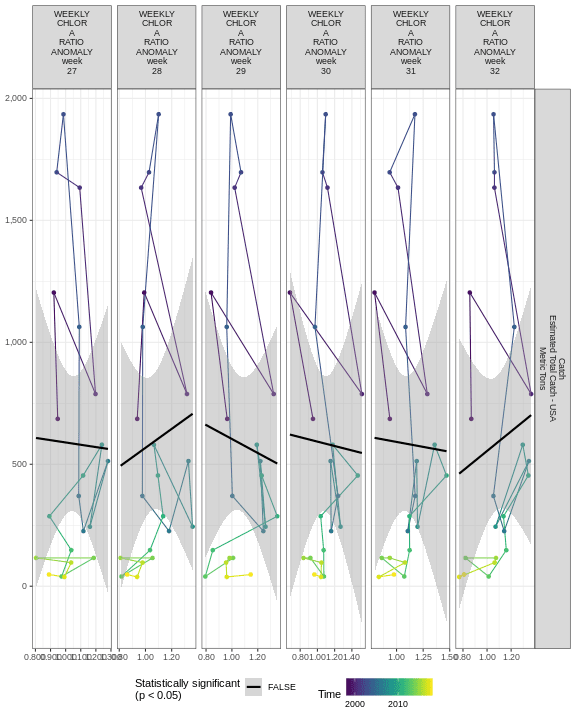 WEEKLY
CHLOR
A
RATIO
ANOMALY
week
27
WEEKLY
CHLOR
A
RATIO
ANOMALY
week
28
WEEKLY
CHLOR
A
RATIO
ANOMALY
week
29
WEEKLY
CHLOR
A
RATIO
ANOMALY
week
30
WEEKLY
CHLOR
A
RATIO
ANOMALY
week
31
WEEKLY
CHLOR
A
RATIO
ANOMALY
week
32
2,000
1,500
1,000
500
0
Catch
Estimated Total Catch - USA
Metric Tons
1.00 1.20
0.80 1.00 1.20
0.80 1.00 1.20 1.40
1.00 1.25 1.50
0.80 1.00 1.20
Statistically significant
(p < 0.05)
FALSE
Time
2000 2010